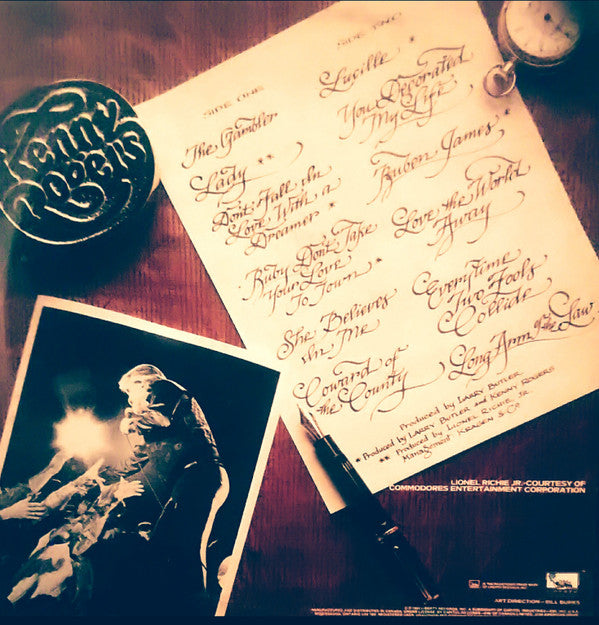 Kenny
Rogers
SIDE ONE
The Gambler
Lady **
Don't Fall In
Love With a
Dreamer *
Ruby Don't Take
Your Love
To Town *
She Believes
In Me
Coward of
the County
SIDE TWO
Lucille *
You Decorated
My Life
Reuben James *
Love the World
Away
Everytime
Two Fools
Collide
Long Arm of the Law **
Produced by LARRY BUTLER
* Produced by LARRY BUTLER and KENNY ROGERS
** Produced by LIONEL RICHIE JR.
Management KRAGEN & CO.
LIONEL RICHIE JR.-COURTESY OF
COMMODORES ENTERTAINMENT CORPORATION
ART DIRECTION - BILL BURKS